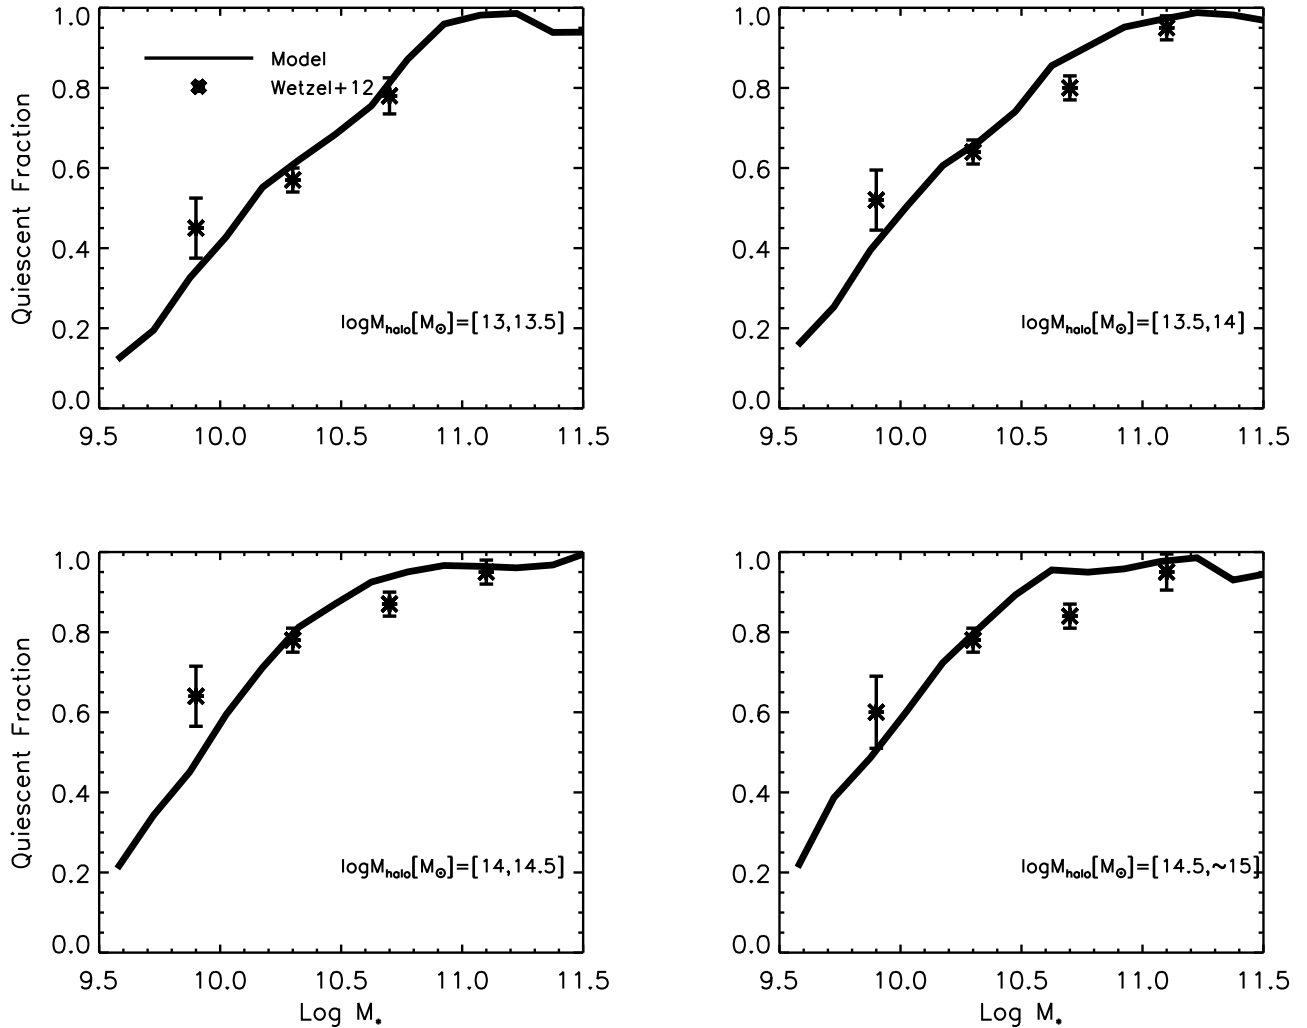 1.0
0.8
0.6
0.4
0.2
0.0
Quiescent Fraction
Model
Wetzel+12
logMhalo[M⊙]=[13,13.5]
9.5 10.0 10.5 11.0 11.5
1.0
0.8
0.6
0.4
0.2
0.0
logMhalo[M⊙]=[13.5,14]
9.5 10.0 10.5 11.0 11.5
1.0
0.8
0.6
0.4
0.2
0.0
Quiescent Fraction
logMhalo[M⊙]=[14,14.5]
9.5 10.0 10.5 11.0 11.5
Log M*
1.0
0.8
0.6
0.4
0.2
0.0
logMhalo[M⊙]=[14.5,~15]
9.5 10.0 10.5 11.0 11.5
Log M*